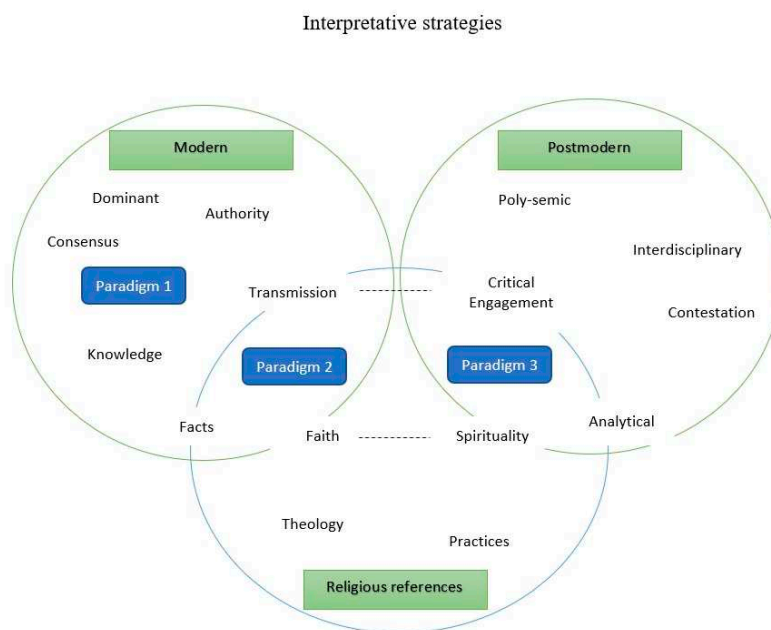 Interpretative strategies
Modern
Postmodern
Dominant
Authority
Poly-semic
Consensus
Interdisciplinary
Paradigm 1
Transmission
Critical
Engagement
Contestation
Knowledge
Paradigm 2
Paradigm 3
Facts
Faith
Spirituality
Analytical
Theology
Practices
Religious references